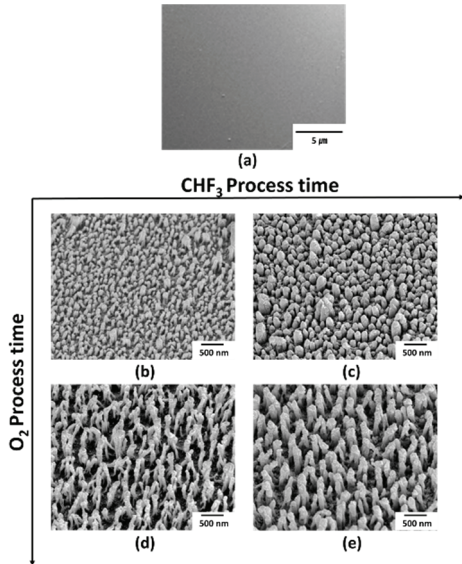 5 μm
(a)
CHF₃ Process time
O₂ Process time
500 nm
500 nm
(b)
(c)
500 nm
500 nm
(d)
(e)